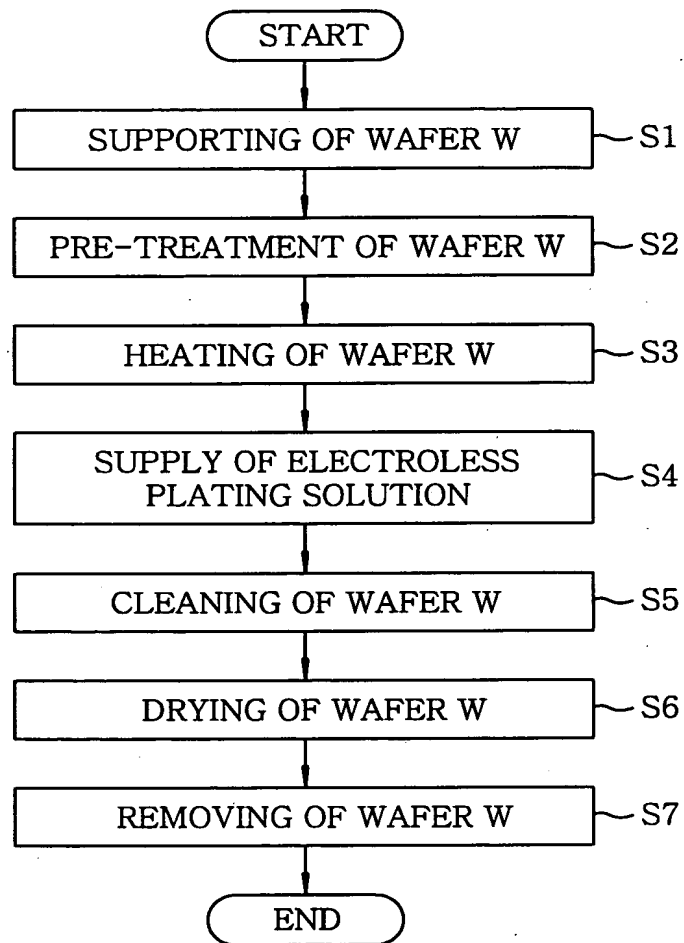 START
SUPPORTING OF WAFER W
S1
PRE-TREATMENT OF WAFER W
S2
HEATING OF WAFER W
S3
SUPPLY OF ELECTROLESS
PLATING SOLUTION
S4
CLEANING OF WAFER W
S5
DRYING OF WAFER W
S6
REMOVING OF WAFER W
S7
END